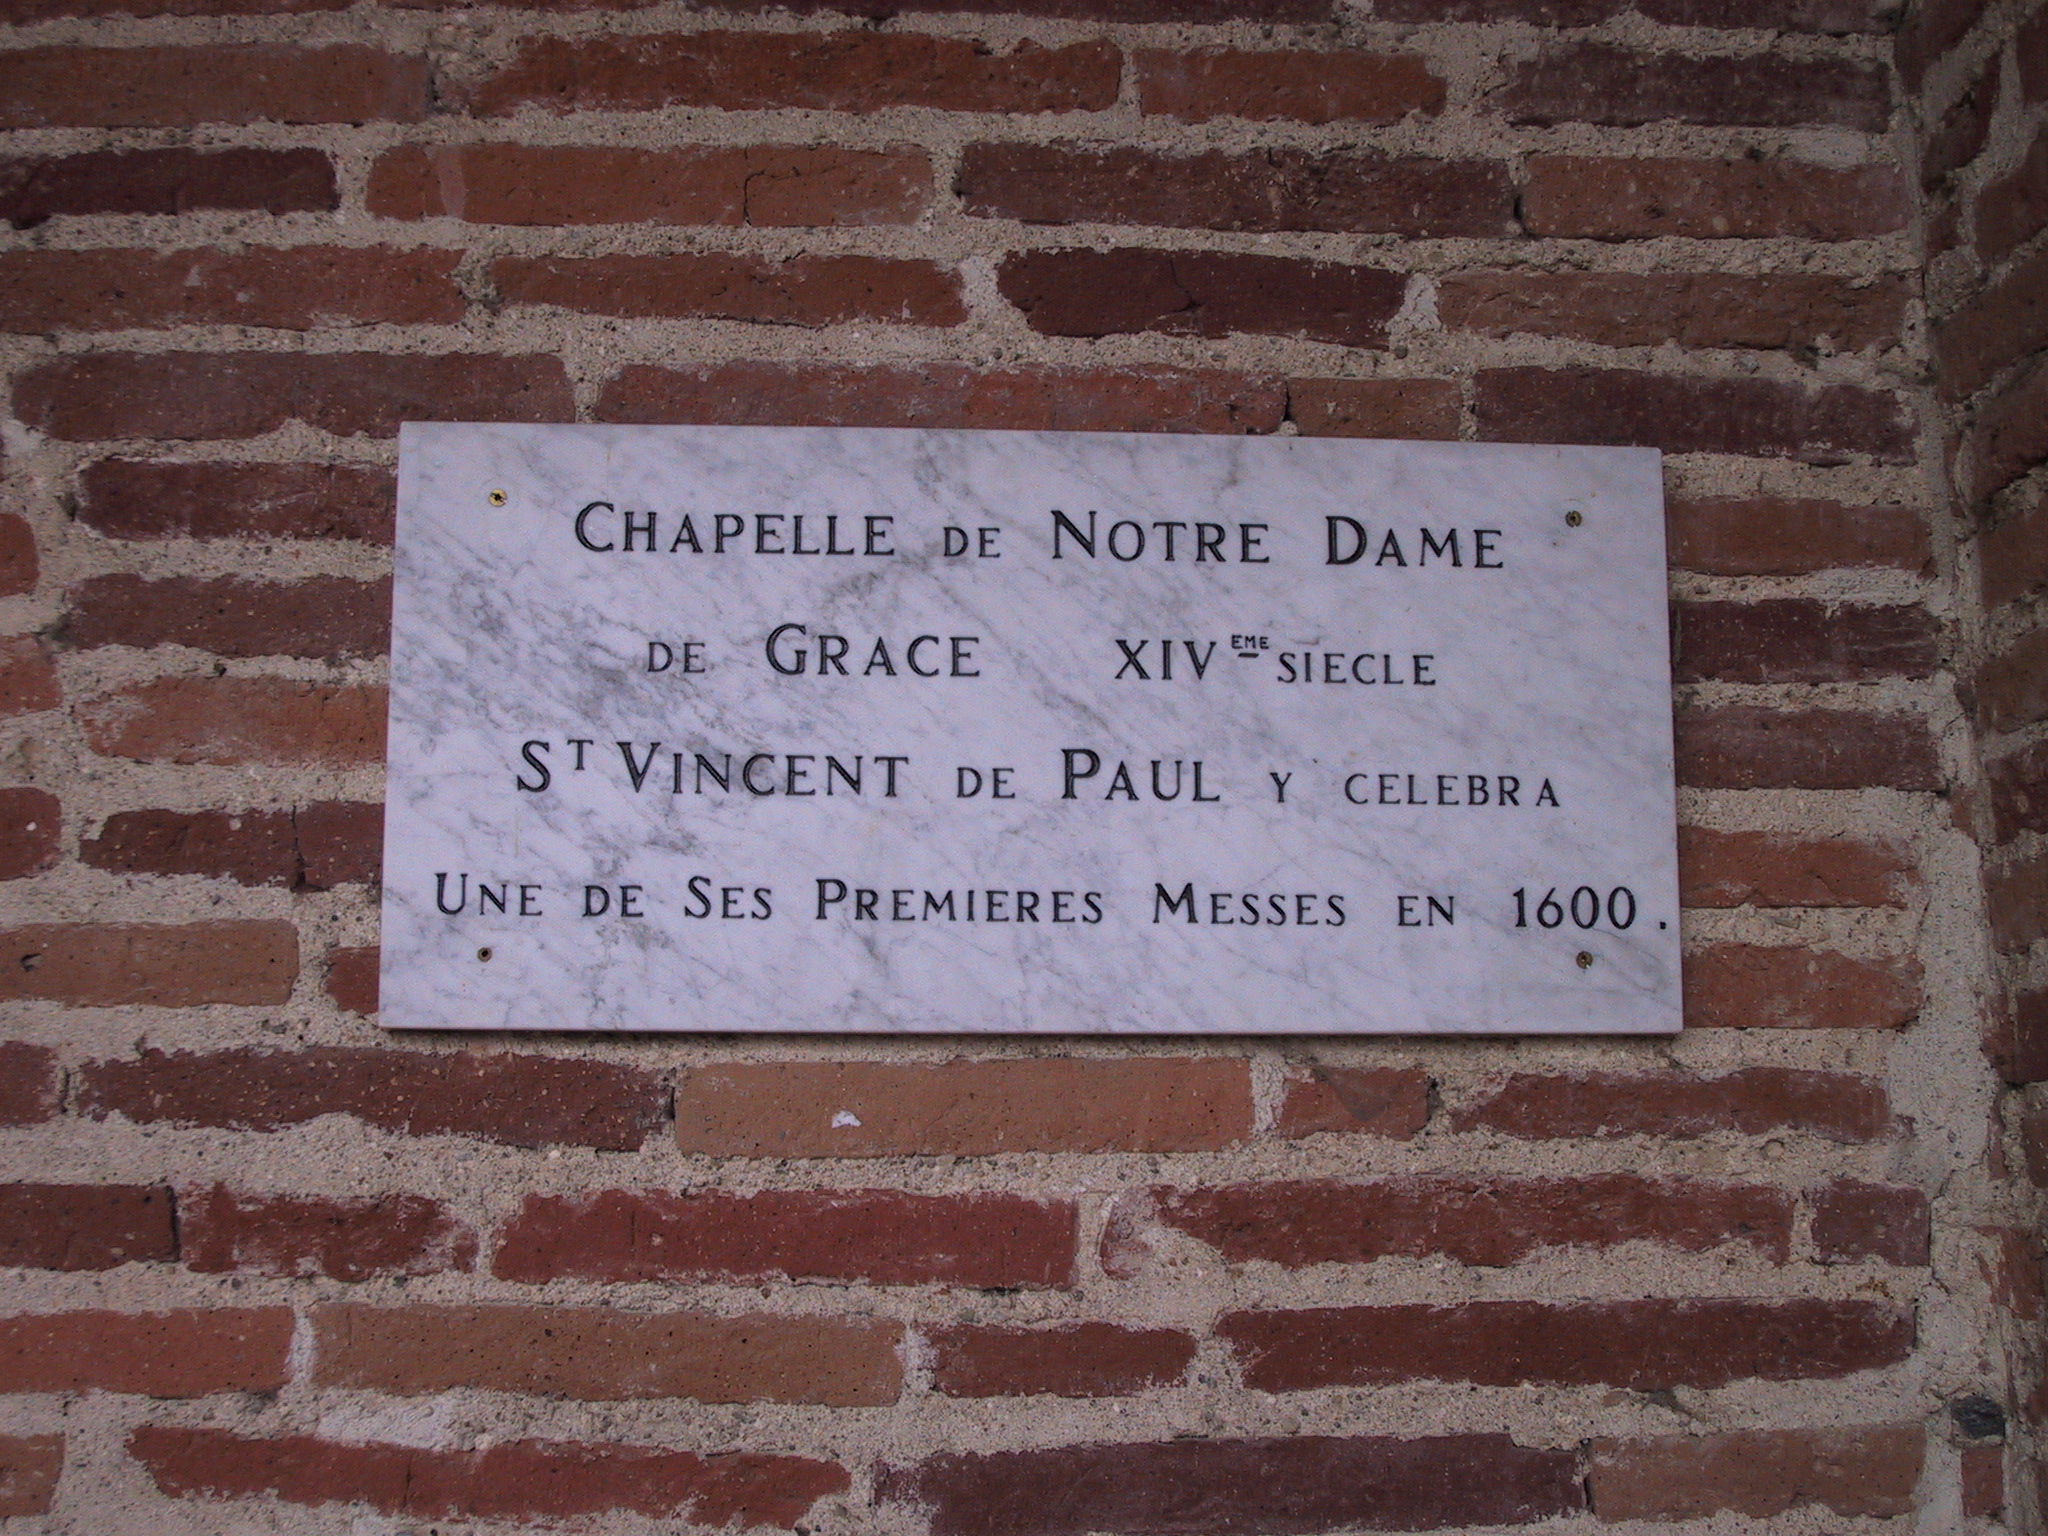 CHAPELLE DE NOTRE DAME
DE GRACE XIVEME SIECLE
ST VINCENT DE PAUL Y CELEBRA
UNE DE SES PREMIERES MESSES EN 1600.